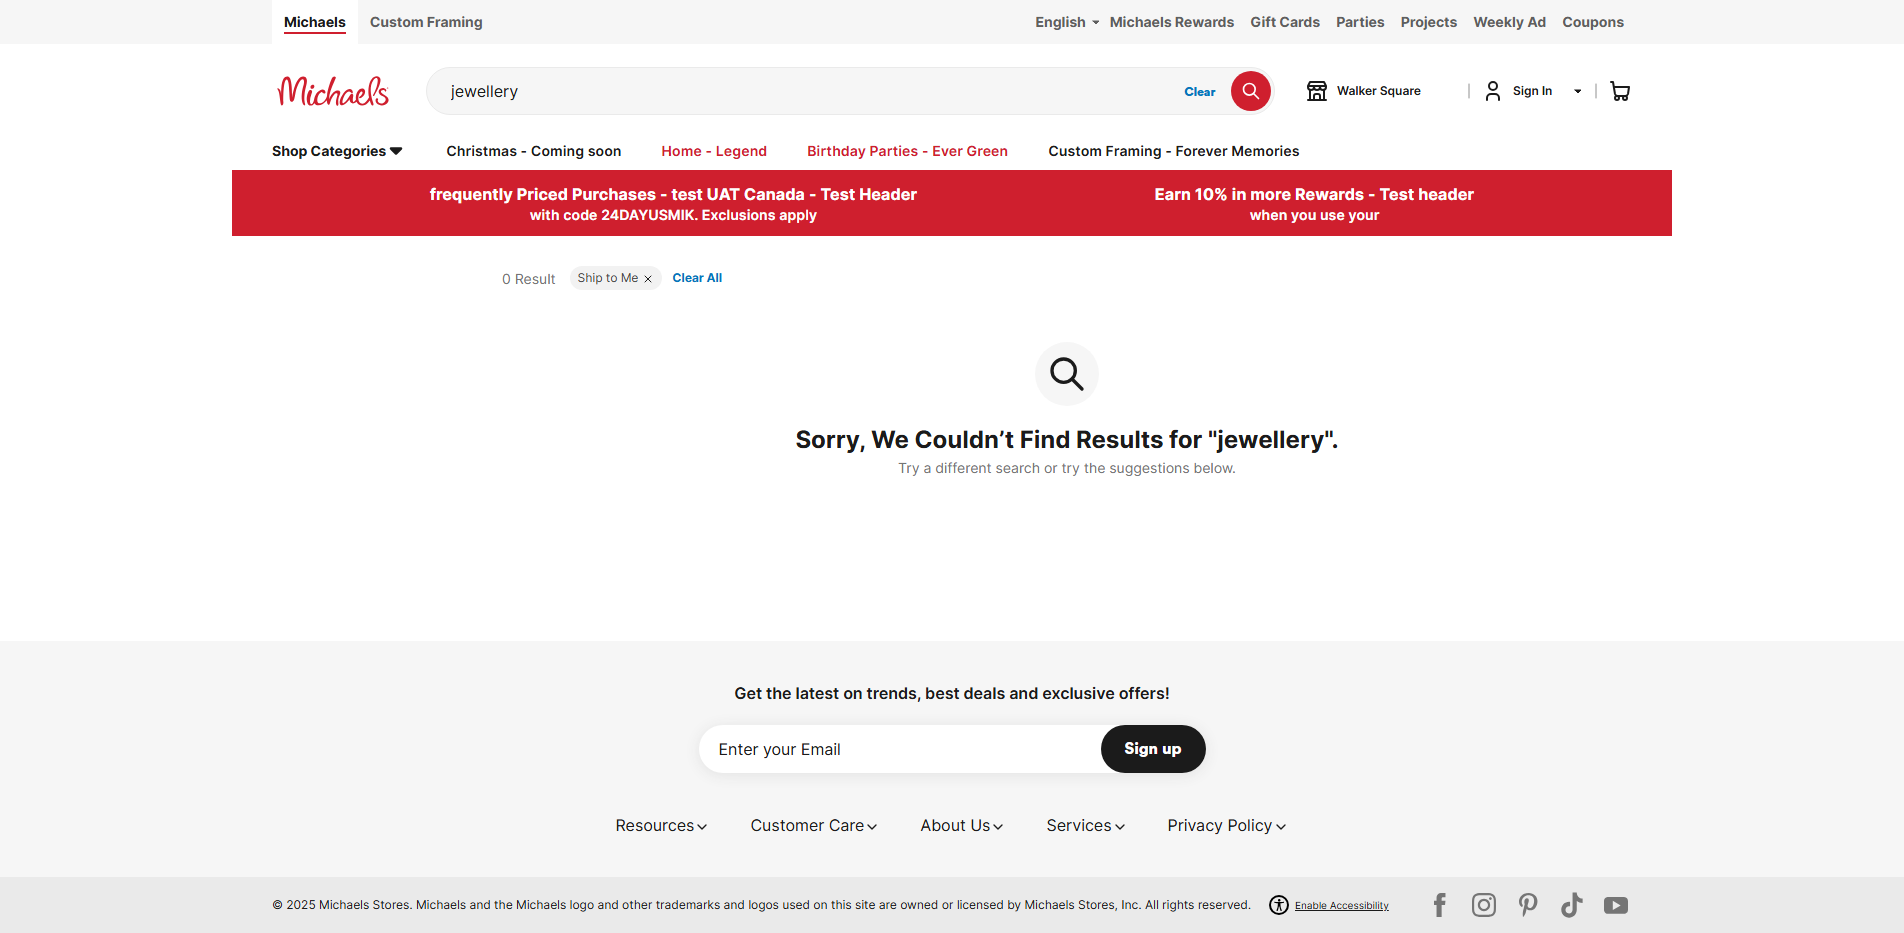 Michaels Custom Framing English Michaels Rewards Gift Cards Parties Projects Weekly Ad Coupons
Michaels jewellery Clear Walker Square Sign In
Shop Categories Christmas - Coming soon Home - Legend Birthday Parties - Ever Green Custom Framing - Forever Memories
frequently Priced Purchases - test UAT Canada - Test Header
with code 24DAYUSMIK. Exclusions apply
Earn 10% in more Rewards - Test header
when you use your
0 Result Ship to Me Clear All
Sorry, We Couldn’t Find Results for "jewellery".
Try a different search or try the suggestions below.
Get the latest on trends, best deals and exclusive offers!
Enter your Email Sign up
Resources Customer Care About Us Services Privacy Policy
© 2025 Michaels Stores. Michaels and the Michaels logo and other trademarks and logos used on this site are owned or licensed by Michaels Stores, Inc. All rights reserved. Enable Accessibility